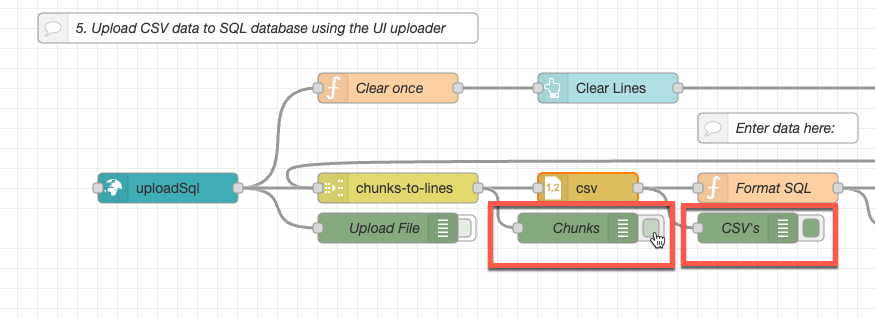 5. Upload CSV data to SQL database using the UI uploader
Clear once
Clear Lines
Enter data here:
uploadSql
chunks-to-lines
1,2
csv
Format SQL
Upload File
Chunks
CSV's